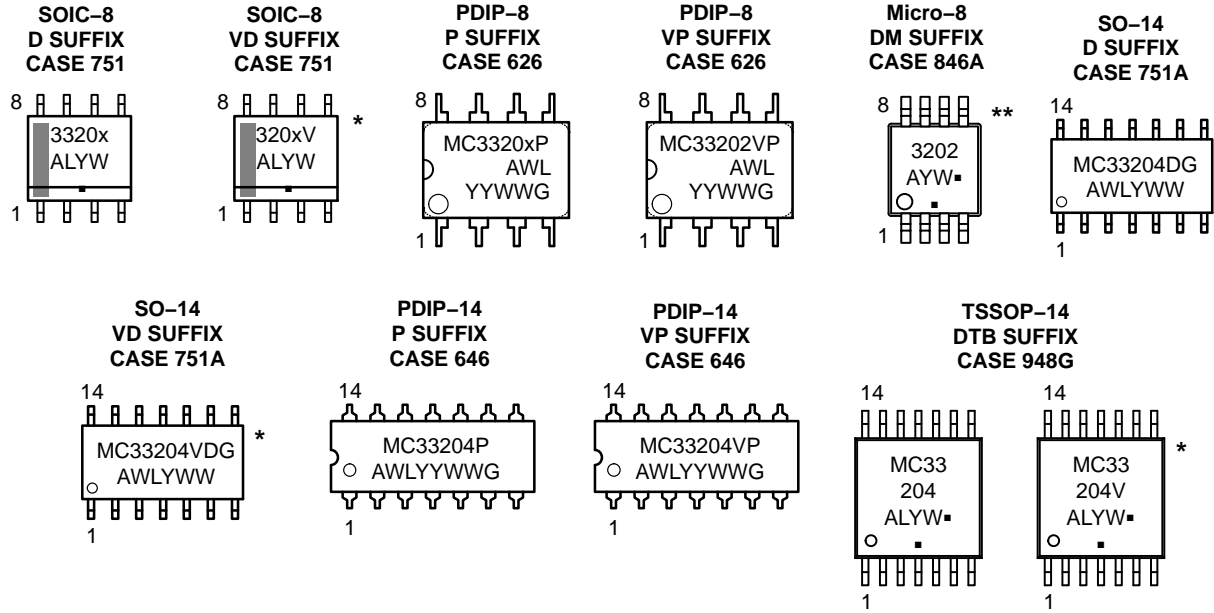 SOIC–8
D SUFFIX
CASE 751
8
3320x
ALYW
1
SOIC–8
VD SUFFIX
CASE 751
8
320xV
ALYW
*
1
PDIP–8
P SUFFIX
CASE 626
8
MC3320xP
AWL
YYWWG
1
PDIP–8
VP SUFFIX
CASE 626
8
MC33202VP
AWL
YYWWG
1
Micro–8
DM SUFFIX
CASE 846A
8
**
3202
AYW▪
▪
1
SO–14
D SUFFIX
CASE 751A
14
MC33204DG
AWLYWW
1
SO–14
VD SUFFIX
CASE 751A
14
*
MC33204VDG
AWLYWW
1
PDIP–14
P SUFFIX
CASE 646
14
MC33204P
AWLYYWWG
1
PDIP–14
VP SUFFIX
CASE 646
14
MC33204VP
AWLYYWWG
1
TSSOP–14
DTB SUFFIX
CASE 948G
14
MC33
204
ALYW▪
▪
1
14
*
MC33
204V
ALYW▪
▪
1